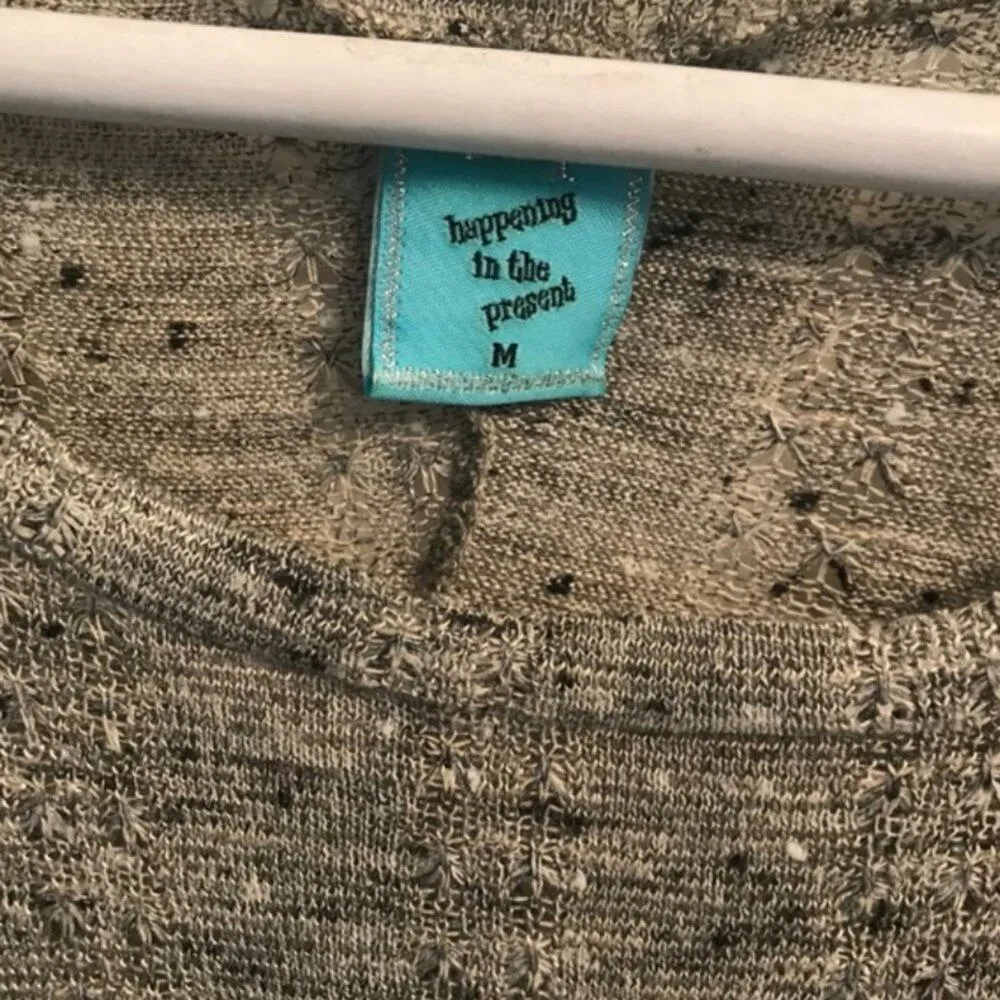 happening
in the
present
M